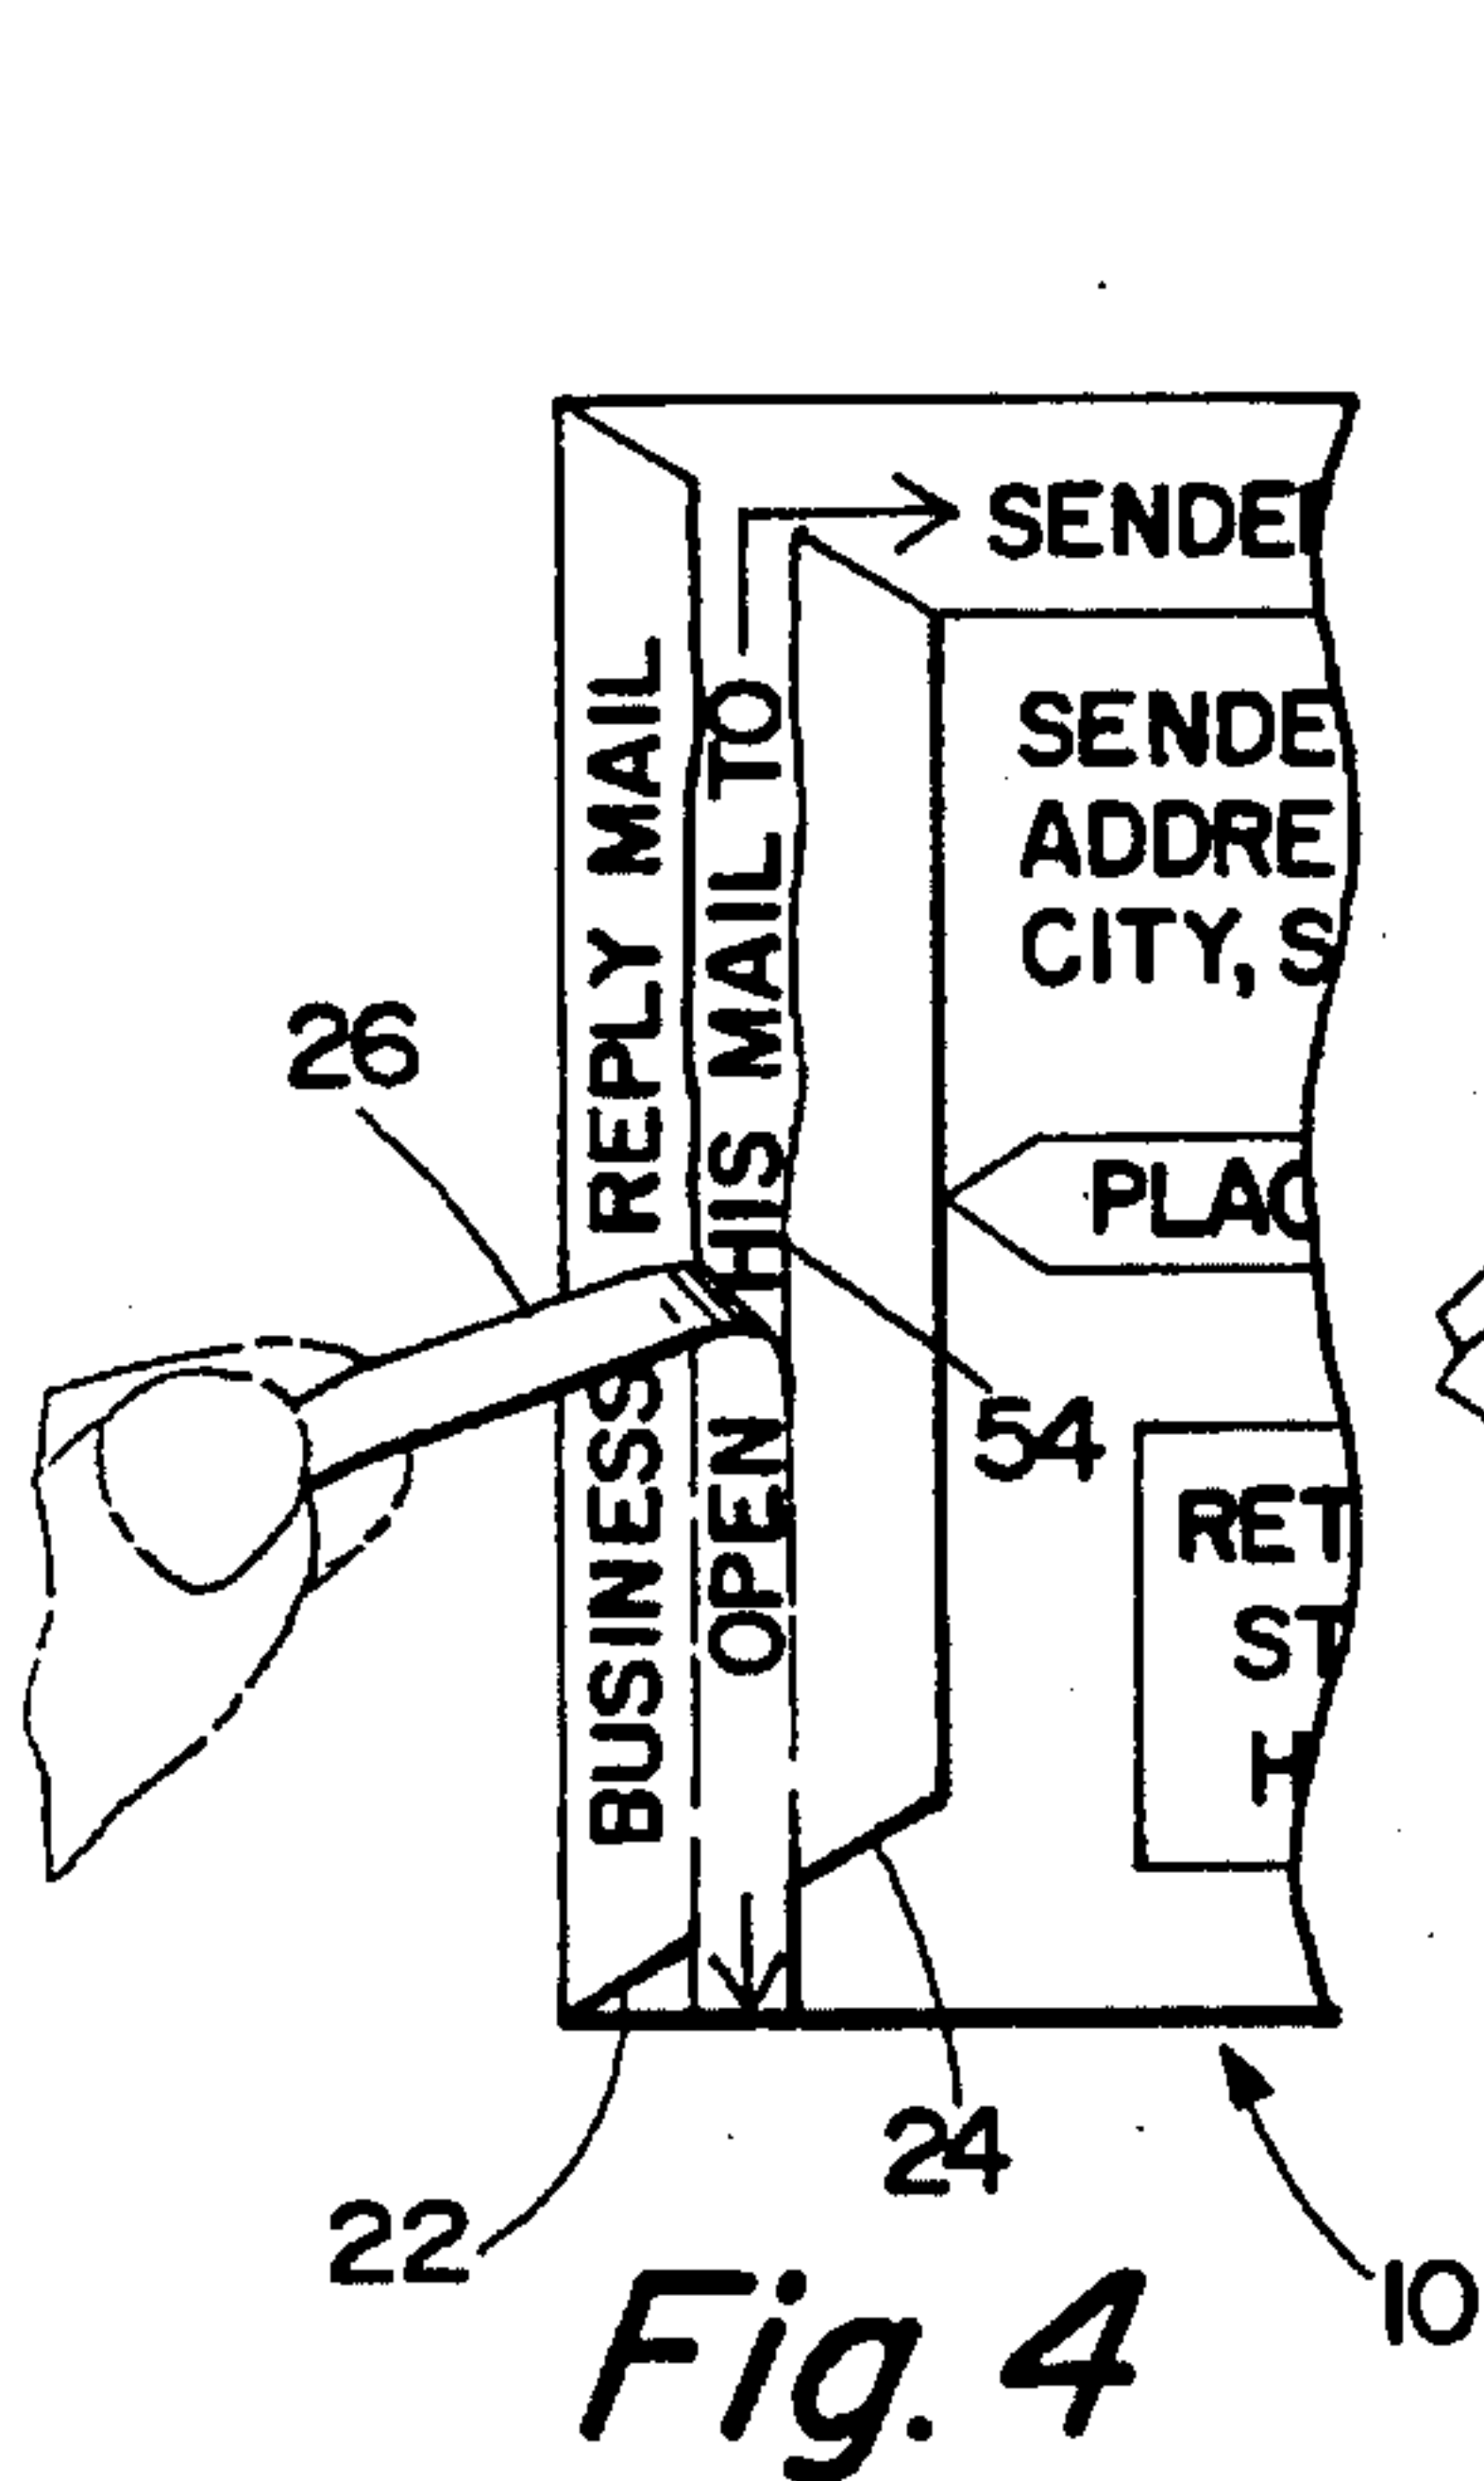 SENDE
SENDE
ADDRE
CITY, S
BUSINESS REPLY MAIL
OPEN HIS MAIL TO
PLAC
RET
ST
H
26
54
22
24
10
Fig. 4